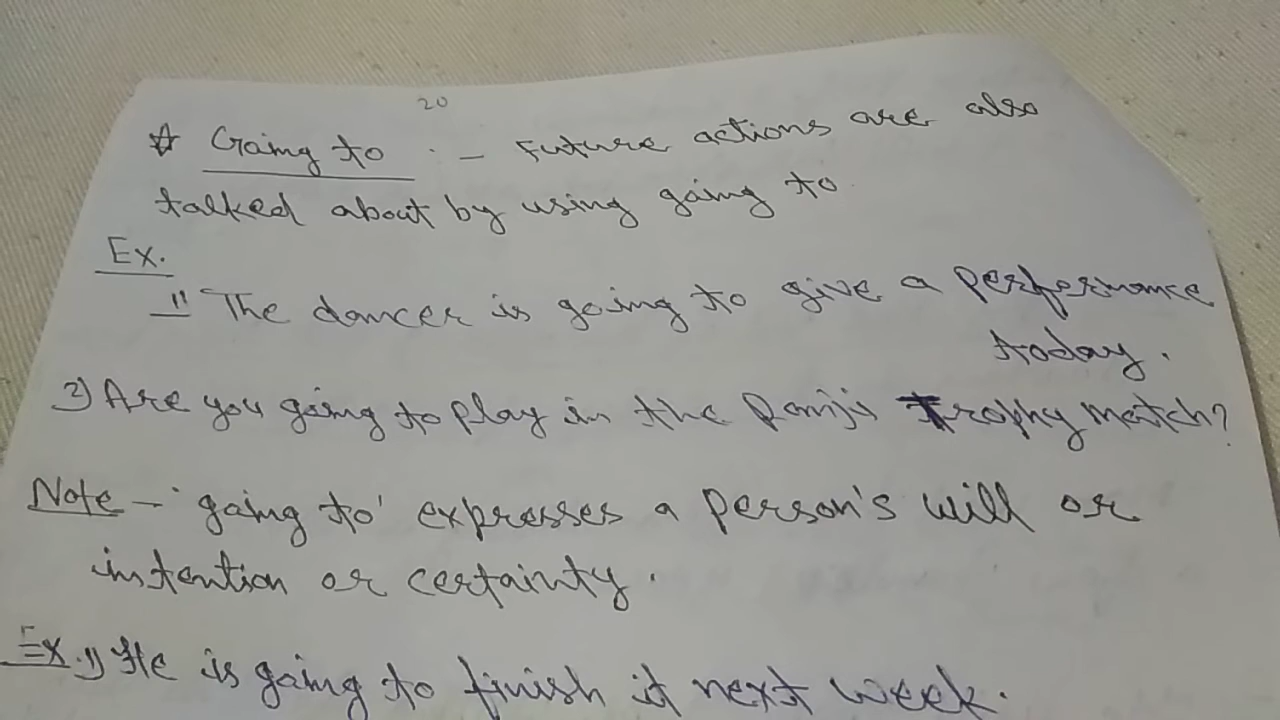 20
☆ Going to - Future actions are also
talked about by using going to
Ex.
1) The dancer is going to give a performance
today.
2) Are you going to play in the Ranji Trophy match?
Note - 'going to' expresses a person's will or
intention or certainty.
Ex. 1) He is going to finish it next week.